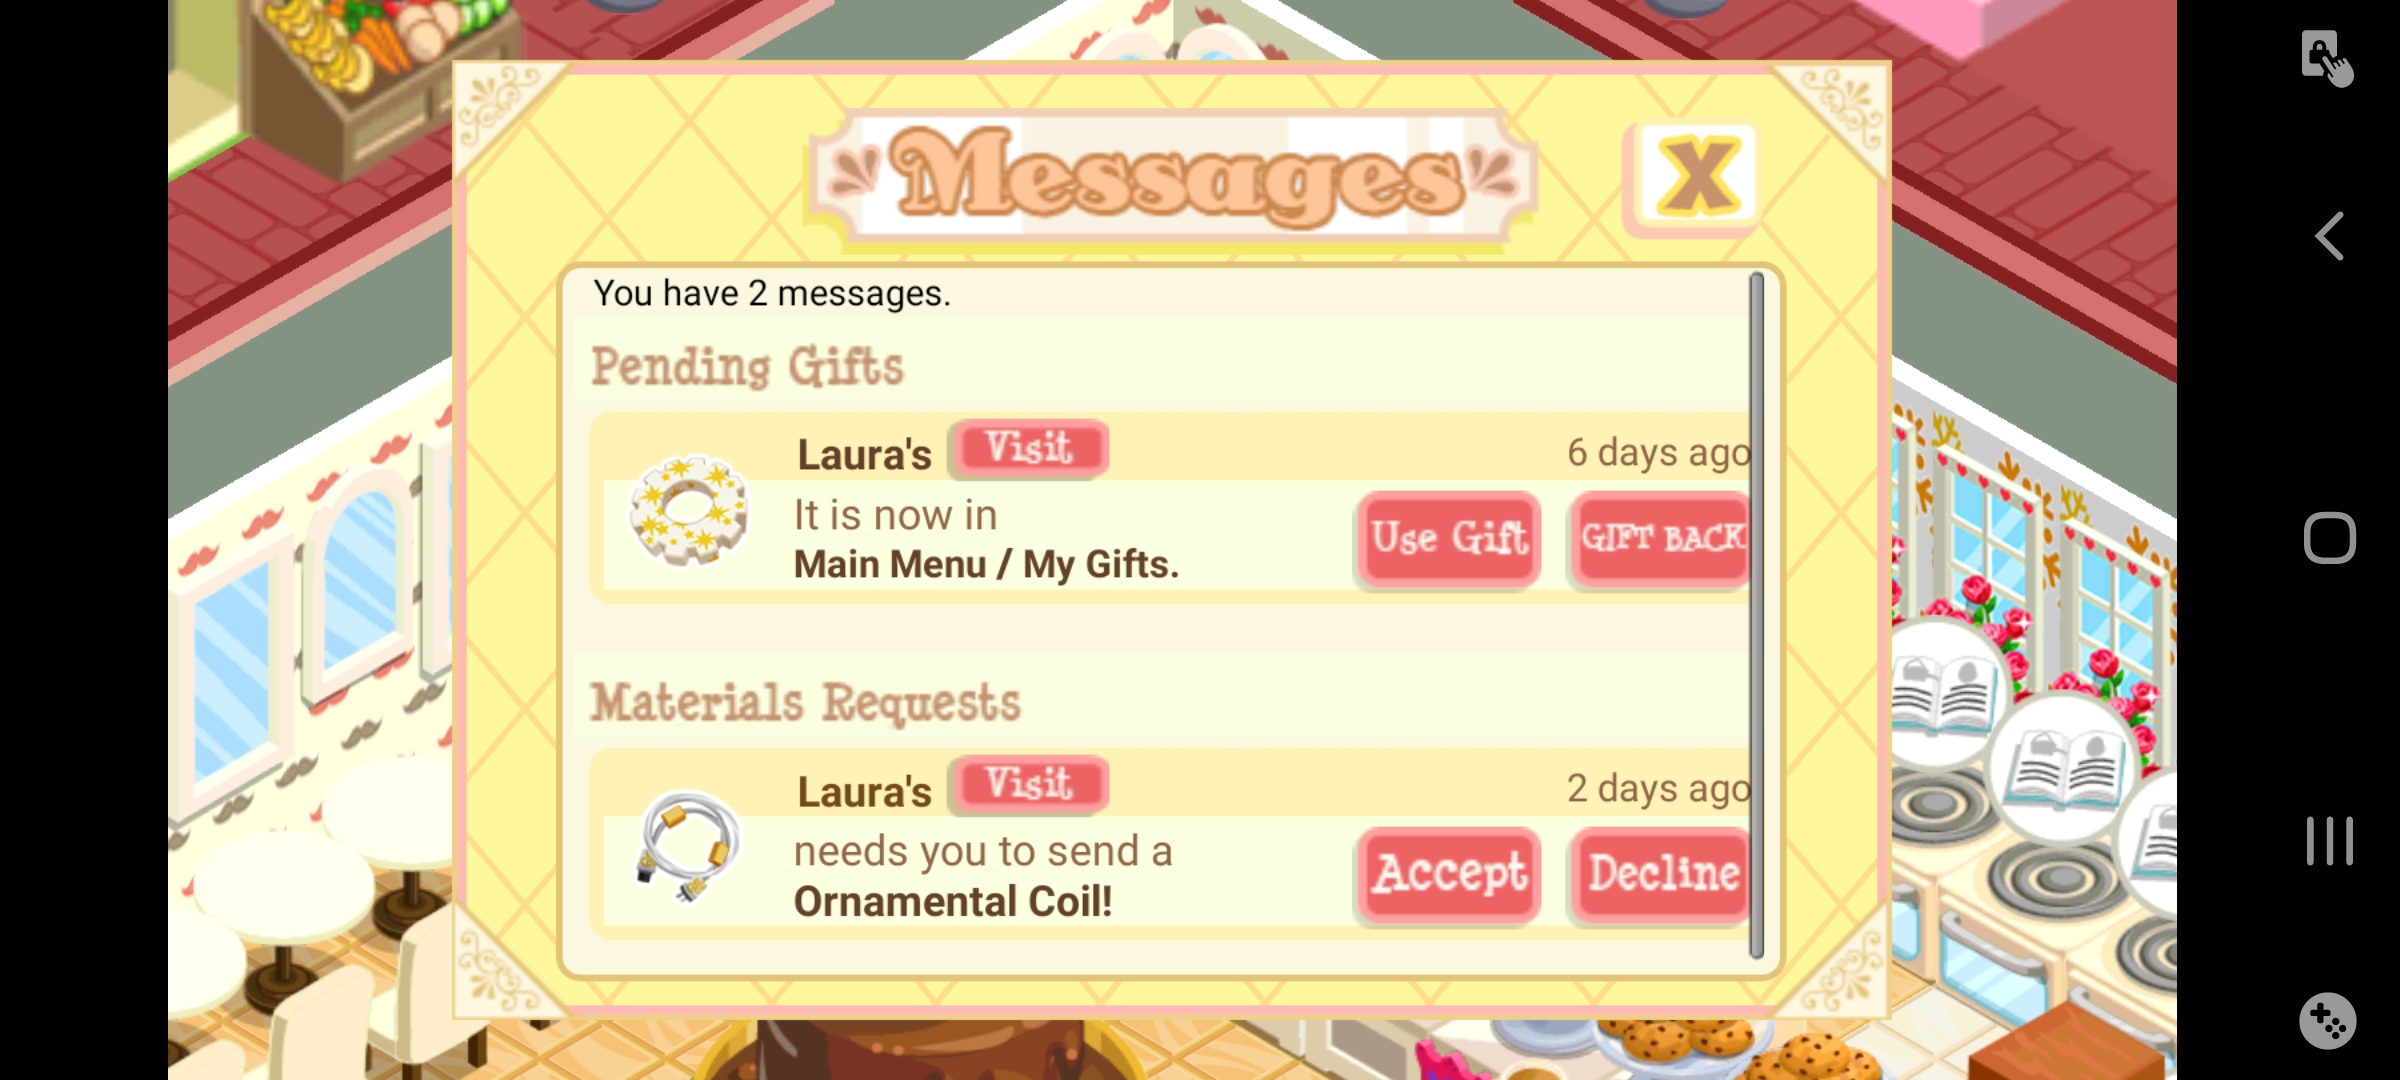 Messages
X
You have 2 messages.
Pending Gifts
Laura's Visit 6 days ago
It is now in
Main Menu / My Gifts.
Use Gift GIFT BACK
Materials Requests
Laura's Visit 2 days ago
needs you to send a
Ornamental Coil!
Accept Decline